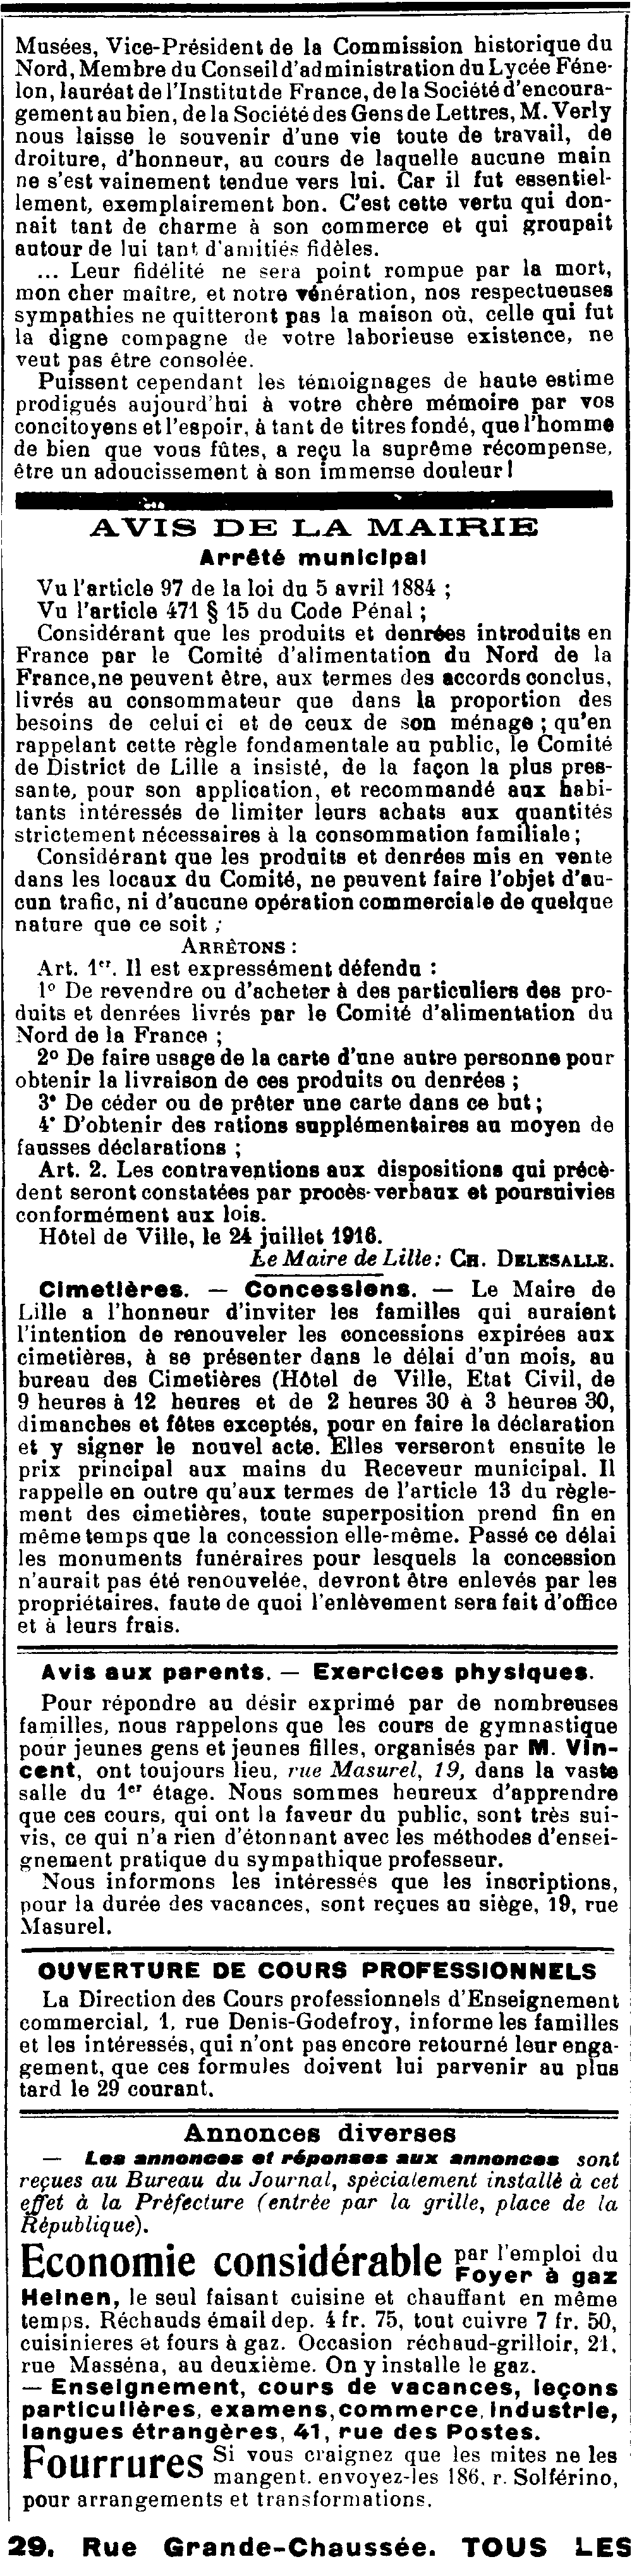 Musées, Vice-Président de la Commission historique du
Nord, Membre du Conseil d'administration du Lycée Féne-
lon, lauréat de l'Institut de France, de la Société d'encoura-
gement au bien, de la Société des Gens de Lettres, M. Verly
nous laisse le souvenir d'une vie toute de travail, de
droiture, d'honneur, au cours de laquelle aucune main
ne s'est vainement tendue vers lui. Car il fut essentiel-
lement, exemplairement bon. C'est cette vertu qui don-
nait tant de charme à son commerce et qui groupait
autour de lui tant d'amitiés fidèles.
... Leur fidélité ne sera point rompue par la mort,
mon cher maître, et notre vénération, nos respectueuses
sympathies ne quitteront pas la maison où, celle qui fut
la digne compagne de votre laborieuse existence, ne
veut pas être consolée.
Puissent cependant les témoignages de haute estime
prodigués aujourd'hui à votre chère mémoire par vos
concitoyens et l'espoir, à tant de titres fondé, que l'homme
de bien que vous fûtes, a reçu la suprême récompense,
être un adoucissement à son immense douleur !
AVIS DE LA MAIRIE
Arrêté municipal
Vu l'article 97 de la loi du 5 avril 1884 ;
Vu l'article 471 § 15 du Code Pénal ;
Considérant que les produits et denrées introduits en
France par le Comité d'alimentation du Nord de la
France, ne peuvent être, aux termes des accords conclus,
livrés au consommateur que dans la proportion des
besoins de celui ci et de ceux de son ménage ; qu'en
rappelant cette règle fondamentale au public, le Comité
de District de Lille a insisté, de la façon la plus pres-
sante, pour son application, et recommandé aux habi-
tants intéressés de limiter leurs achats aux quantités
strictement nécessaires à la consommation familiale ;
Considérant que les produits et denrées mis en vente
dans les locaux du Comité, ne peuvent faire l'objet d'au-
cun trafic, ni d'aucune opération commerciale de quelque
nature que ce soit ;
ARRÊTONS :
Art. 1er. Il est expressément défendu :
1° De revendre ou d'acheter à des particuliers des pro-
duits et denrées livrés par le Comité d'alimentation du
Nord de la France ;
2° De faire usage de la carte d'une autre personne pour
obtenir la livraison de ces produits ou denrées ;
3° De céder ou de prêter une carte dans ce but ;
4° D'obtenir des rations supplémentaires au moyen de
fausses déclarations ;
Art. 2. Les contraventions aux dispositions qui précè-
dent seront constatées par procès-verbaux et poursuivies
conformément aux lois.
Hôtel de Ville, le 24 juillet 1916.
Le Maire de Lille : CH. DELESALLE.
Cimetières. — Concessions. — Le Maire de
Lille a l'honneur d'inviter les familles qui auraient
l'intention de renouveler les concessions expirées aux
cimetières, à se présenter dans le délai d'un mois, au
bureau des Cimetières (Hôtel de Ville, Etat Civil, de
9 heures à 12 heures et de 2 heures 30 à 3 heures 30,
dimanches et fêtes exceptés, pour en faire la déclaration
et y signer le nouvel acte. Elles verseront ensuite le
prix principal aux mains du Receveur municipal. Il
rappelle en outre qu'aux termes de l'article 13 du règle-
ment des cimetières, toute superposition prend fin en
même temps que la concession elle-même. Passé ce délai
les monuments funéraires pour lesquels la concession
n'aurait pas été renouvelée, devront être enlevés par les
propriétaires, faute de quoi l'enlèvement sera fait d'office
et à leurs frais.
Avis aux parents. — Exercices physiques.
Pour répondre au désir exprimé par de nombreuses
familles, nous rappelons que les cours de gymnastique
pour jeunes gens et jeunes filles, organisés par M. Vin-
cent, ont toujours lieu, rue Masurel, 19, dans la vaste
salle du 1er étage. Nous sommes heureux d'apprendre
que ces cours, qui ont la faveur du public, sont très sui-
vis, ce qui n'a rien d'étonnant avec les méthodes d'ensei-
gnement pratique du sympathique professeur.
Nous informons les intéressés que les inscriptions,
pour la durée des vacances, sont reçues au siège, 19, rue
Masurel.
OUVERTURE DE COURS PROFESSIONNELS
La Direction des Cours professionnels d'Enseignement
commercial, 1, rue Denis-Godefroy, informe les familles
et les intéressés, qui n'ont pas encore retourné leur enga-
gement, que ces formules doivent lui parvenir au plus
tard le 29 courant.
Annonces diverses
— Les annonces et réponses aux annonces sont
reçues au Bureau du Journal, spécialement installé à cet
effet à la Préfecture (entrée par la grille, place de la
République).
Economie considérable par l'emploi du
Foyer à gaz
Heinen, le seul faisant cuisine et chauffant en même
temps. Réchauds émail dep. 4 fr. 75, tout cuivre 7 fr. 50,
cuisinieres et fours à gaz. Occasion réchaud-grilloir, 21,
rue Masséna, au deuxième. On y installe le gaz.
— Enseignement, cours de vacances, leçons
particulières, examens, commerce, industrie,
langues étrangères, 41, rue des Postes.
Fourrures Si vous craignez que les mites ne les
mangent, envoyez-les 186, r. Solférino,
pour arrangements et transformations.
29, Rue Grande-Chaussée. TOUS LES